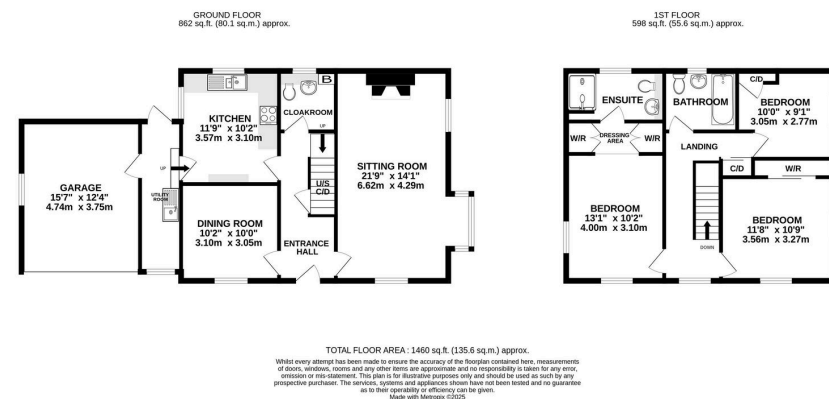 GROUND FLOOR
862 sq.ft. (80.1 sq.m.) approx.
1ST FLOOR
598 sq.ft. (55.6 sq.m.) approx.
KITCHEN
11'9" x 10'2"
3.57m x 3.10m
B
CLOAKROOM
UP
SITTING ROOM
21'9" x 14'1"
6.62m x 4.29m
UP
U/S
C/D
GARAGE
15'7" x 12'4"
4.74m x 3.75m
UTILITY
ROOM
DINING ROOM
10'2" x 10'0"
3.10m x 3.05m
ENTRANCE
HALL
ENSUITE
BATHROOM
C/D
BEDROOM
10'0" x 9'1"
3.05m x 2.77m
W/R
DRESSING
AREA
W/R
LANDING
C/D
W/R
BEDROOM
13'1" x 10'2"
4.00m x 3.10m
BEDROOM
11'8" x 10'9"
3.56m x 3.27m
DOWN
TOTAL FLOOR AREA : 1460 sq.ft. (135.6 sq.m.) approx.
Whilst every attempt has been made to ensure the accuracy of the floorplan contained here, measurements
of doors, windows, rooms and any other items are approximate and no responsibility is taken for any error,
omission or mis-statement. This plan is for illustrative purposes only and should be used as such by any
prospective purchaser. The services, systems and appliances shown have not been tested and no guarantee
as to their operability or efficiency can be given.
Made with Metropix ©2025